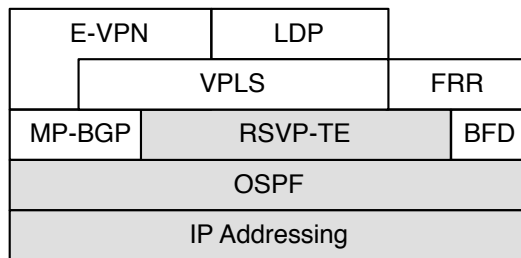 E-VPN LDP
VPLS FRR
MP-BGP RSVP-TE BFD
OSPF
IP Addressing